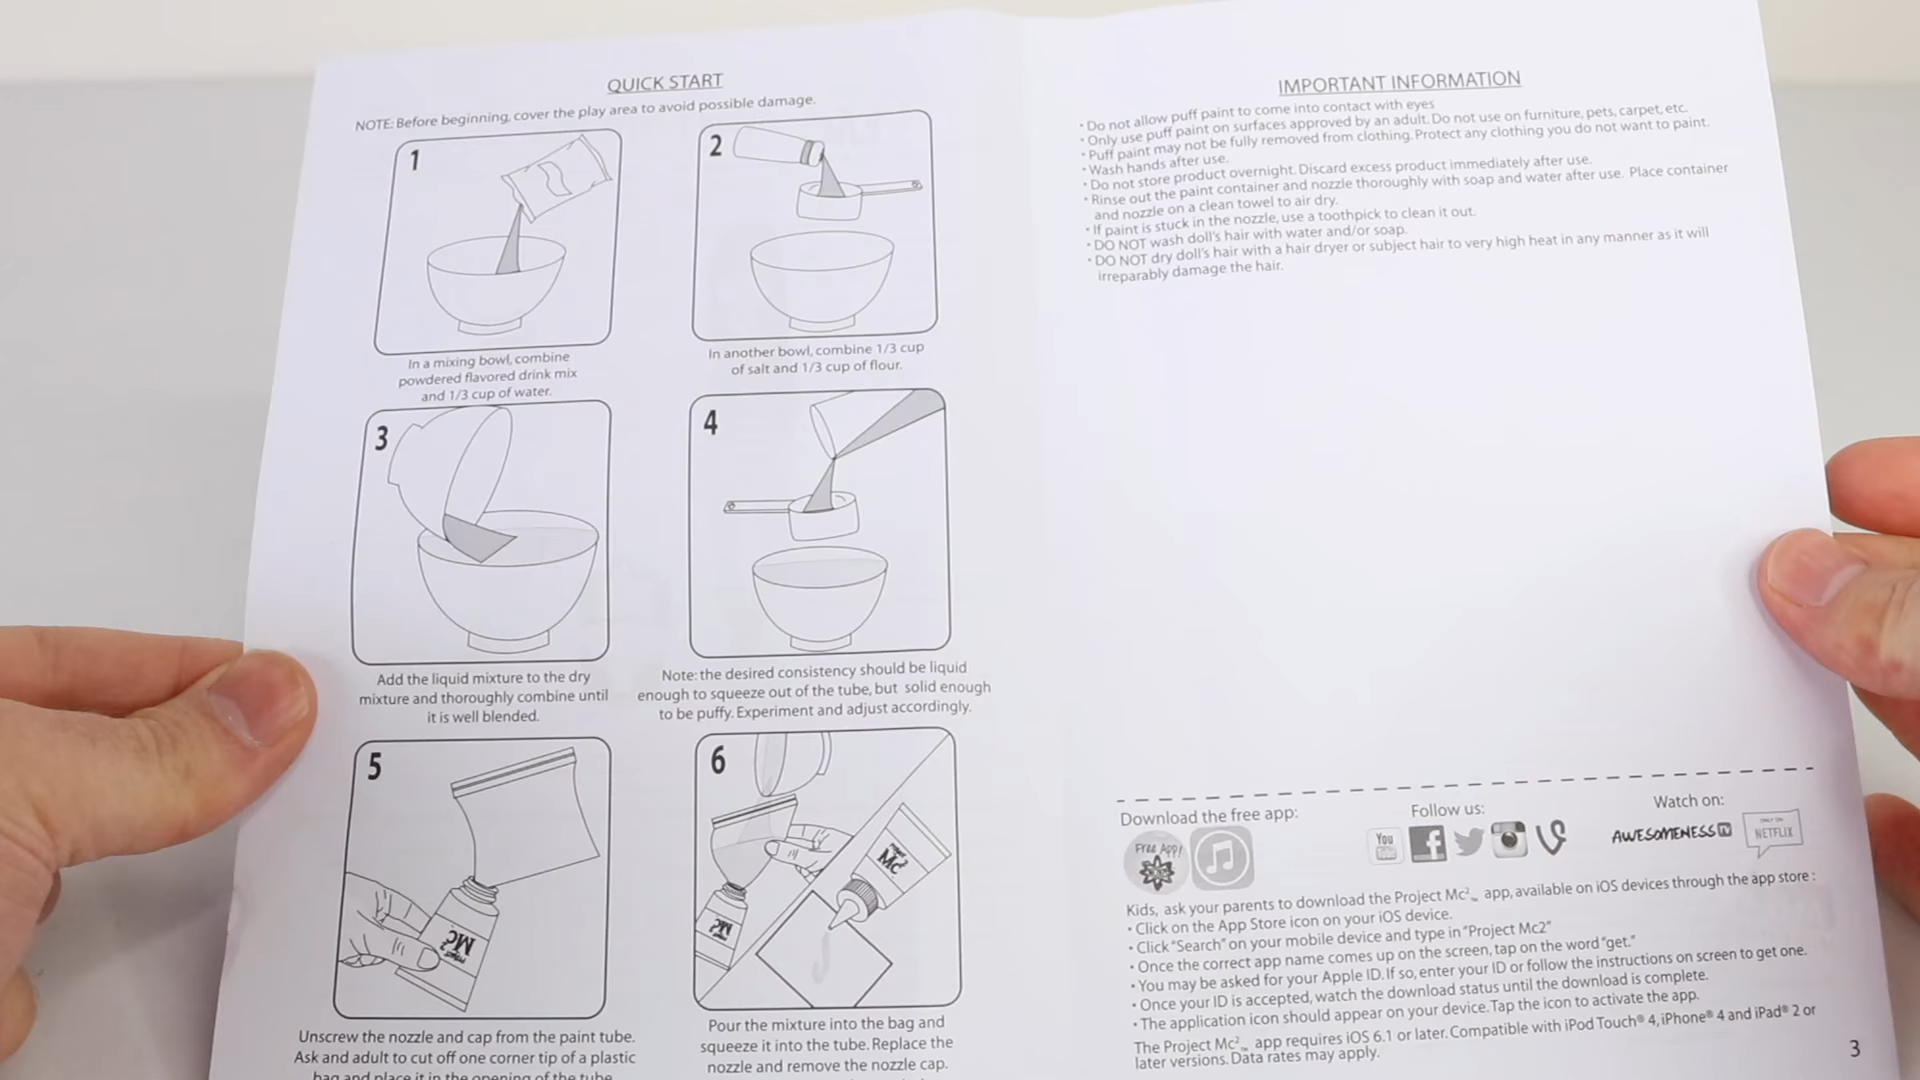 QUICK START
NOTE: Before beginning, cover the play area to avoid possible damage.
1
In a mixing bowl, combine
powdered flavored drink mix
and 1/3 cup of water.
2
In another bowl, combine 1/3 cup
of salt and 1/3 cup of flour.
3
Add the liquid mixture to the dry
mixture and thoroughly combine until
it is well blended.
4
Note: the desired consistency should be liquid
enough to squeeze out of the tube, but solid enough
to be puffy. Experiment and adjust accordingly.
5
Mc²
Unscrew the nozzle and cap from the paint tube.
Ask and adult to cut off one corner tip of a plastic
bag and place it in the opening of the tube
6
Mc²
Mc²
Pour the mixture into the bag and
squeeze it into the tube. Replace the
nozzle and remove the nozzle cap.
IMPORTANT INFORMATION
• Do not allow puff paint to come into contact with eyes
• Only use puff paint on surfaces approved by an adult. Do not use on furniture, pets, carpet, etc.
• Puff paint may not be fully removed from clothing. Protect any clothing you do not want to paint.
• Wash hands after use.
• Do not store product overnight. Discard excess product immediately after use.
• Rinse out the paint container and nozzle thoroughly with soap and water after use. Place container
and nozzle on a clean towel to air dry.
• If paint is stuck in the nozzle, use a toothpick to clean it out.
• DO NOT wash doll's hair with water and/or soap.
• DO NOT dry doll's hair with a hair dryer or subject hair to very high heat in any manner as it will
irreparably damage the hair.
Download the free app:
Free App!
Follow us:
You
Watch on:
AWESOMENESS TV
ONLY ON
NETFLIX
Kids, ask your parents to download the Project Mc²™ app, available on iOS devices through the app store :
• Click on the App Store icon on your iOS device.
• Click "Search" on your mobile device and type in "Project Mc2"
• Once the correct app name comes up on the screen, tap on the word "get."
• You may be asked for your Apple ID. If so, enter your ID or follow the instructions on screen to get one.
• Once your ID is accepted, watch the download status until the download is complete.
• The application icon should appear on your device. Tap the icon to activate the app.
The Project Mc²™ app requires iOS 6.1 or later. Compatible with iPod Touch® 4, iPhone® 4 and iPad® 2 or
later versions. Data rates may apply.
3